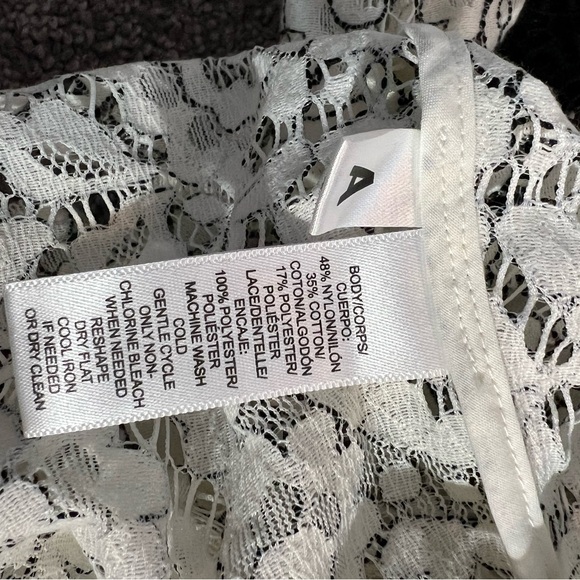 A
BODY/CORPS/
CUERPO:
48% NYLON/NILÓN
35% COTTON/
COTON/ALGODÓN
17% POLYESTER/
POLIÉSTER
LACE/DENTELLE/
ENCAJE:
100% POLYESTER/
POLIÉSTER
MACHINE WASH
COLD
GENTLE CYCLE
ONLY NON-
CHLORINE BLEACH
WHEN NEEDED
RESHAPE
DRY FLAT
COOL IRON
IF NEEDED
OR DRY CLEAN